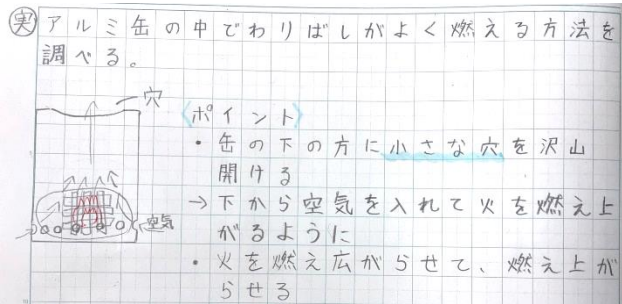 実 アルミ缶の中でわりばしがよく燃える方法を
調べる。
穴
〈ポイント〉
・缶の下の方に小さな穴を沢山
開ける
→下から空気を入れて火を燃え上
がるように
空気
・火を燃え広がらせて、燃え上が
らせる